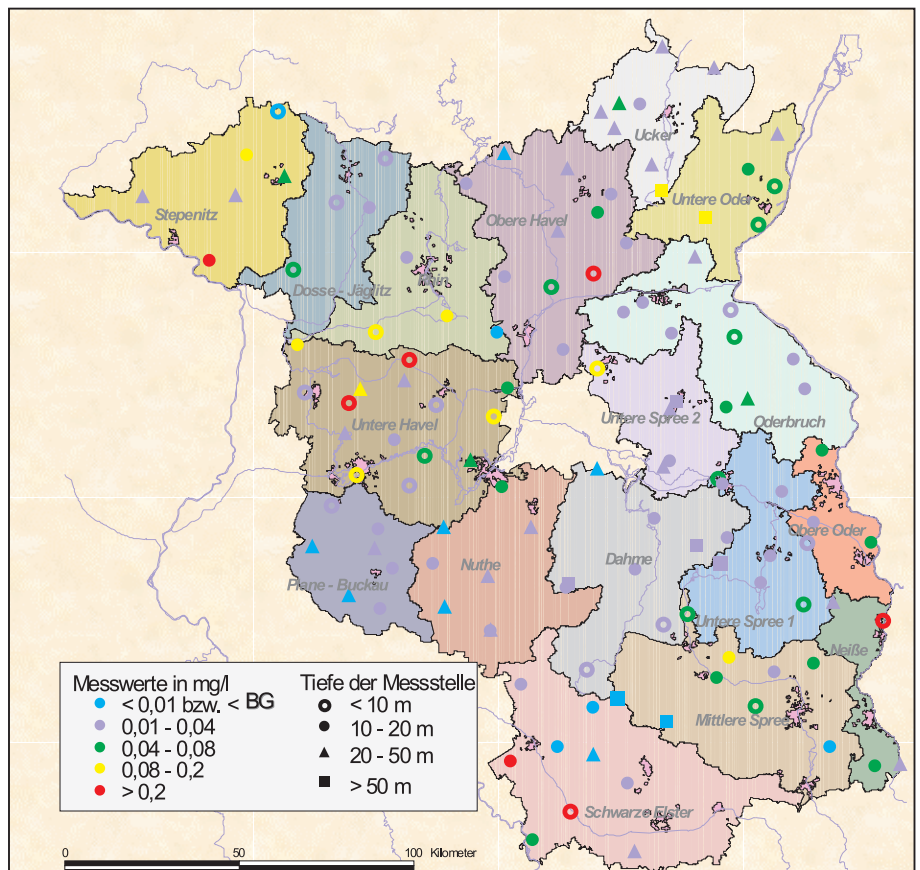 Ucker
Untere Oder
Stepenitz
Obere Havel
Dosse - Jäglitz
Rhin
Untere Havel
Untere Spree 2
Oderbruch
Obere Oder
Plane - Buckau
Nuthe
Dahme
Untere Spree 1
Neiße
Mittlere Spree
Schwarze Elster
Messwerte in mg/l
< 0,01 bzw. < BG
0,01 - 0,04
0,04 - 0,08
0,08 - 0,2
> 0,2
Tiefe der Messstelle
< 10 m
10 - 20 m
20 - 50 m
> 50 m
0 50 100 Kilometer